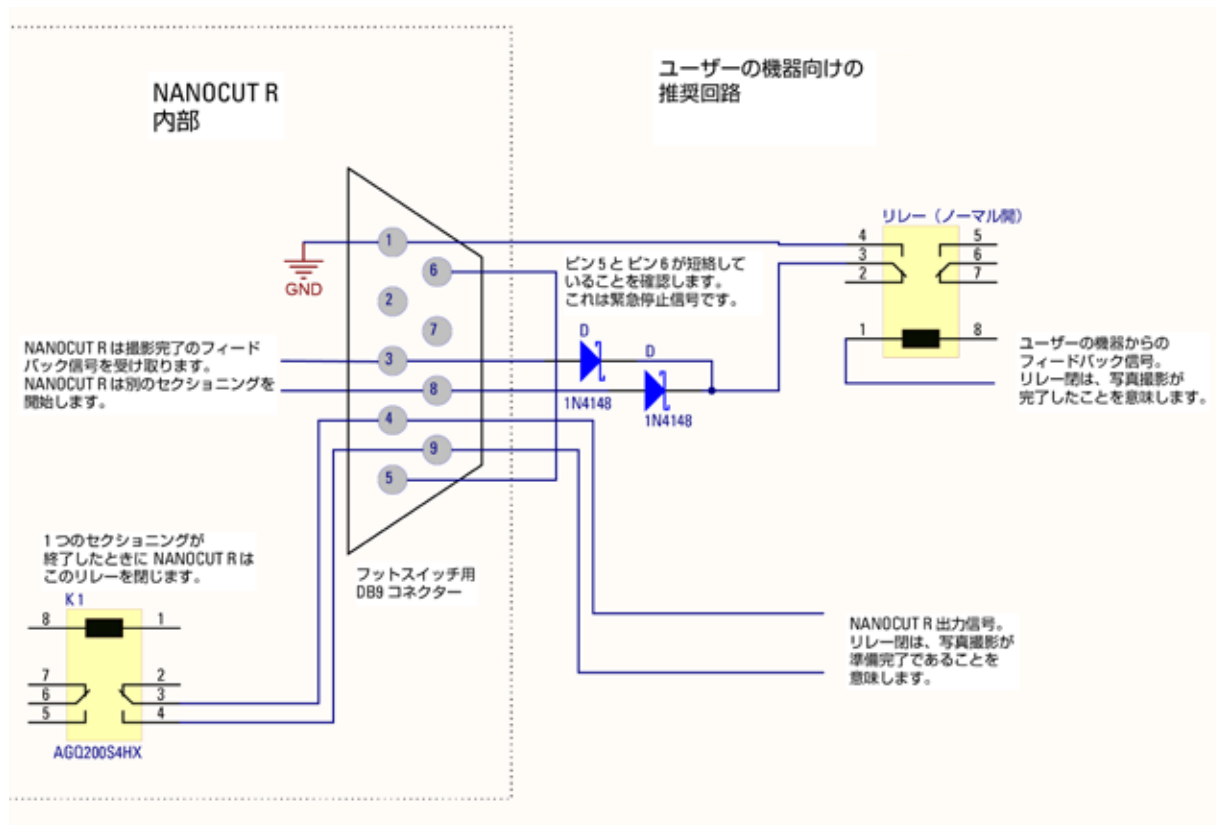 NANOCUT R
内部
ユーザーの機器向けの
推奨回路
リレー（ノーマル開）
4
3
2
5
6
7
1
8
GND
1
6
2
7
3
8
4
9
5
ピン5とピン6が短絡して
いることを確認します。
これは緊急停止信号です。
D
1N4148
D
1N4148
NANOCUT R は撮影完了のフィード
バック信号を受け取ります。
NANOCUT R は別のセクショニングを
開始します。
ユーザーの機器からの
フィードバック信号。
リレー閉は、写真撮影が
完了したことを意味します。
1つのセクショニングが
終了したときに NANOCUT R は
このリレーを閉じます。
フットスイッチ用
DB9 コネクター
K1
8
1
7
6
5
2
3
4
AGQ200S4HX
NANOCUT R 出力信号。
リレー閉は、写真撮影が
準備完了であることを
意味します。